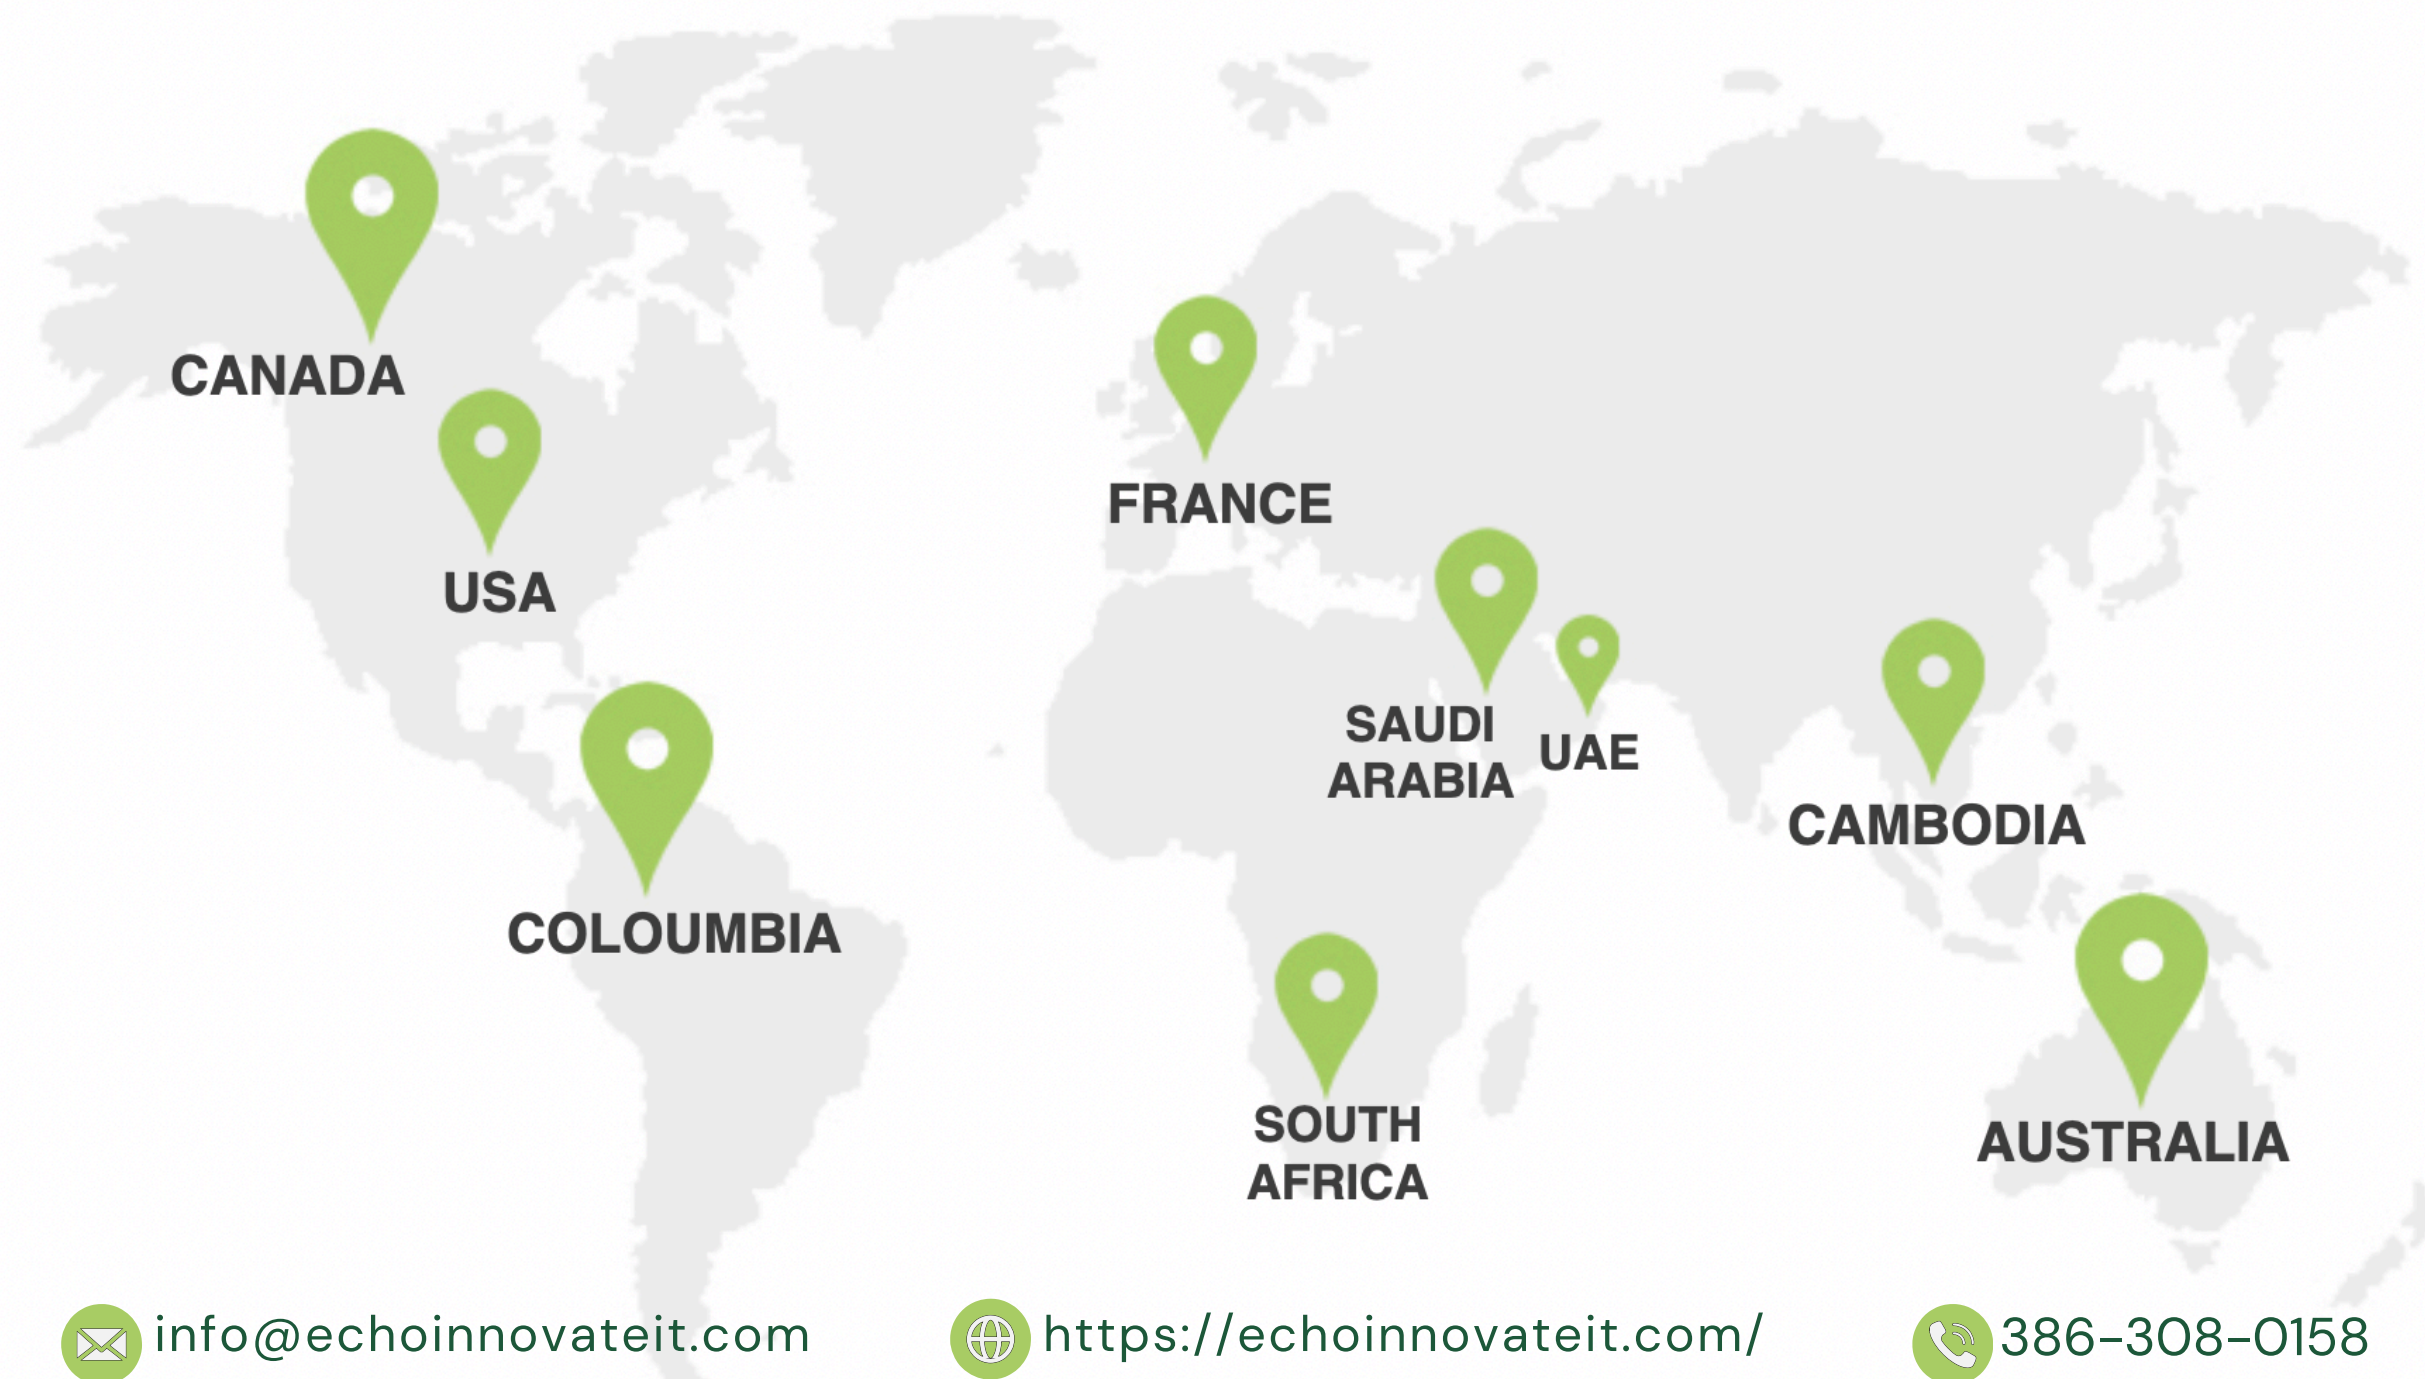 CANADA
USA
FRANCE
SAUDI
ARABIA
UAE
CAMBODIA
COLOUMBIA
SOUTH
AFRICA
AUSTRALIA
info@echoinnovateit.com
https://echoinnovateit.com/
386-308-0158